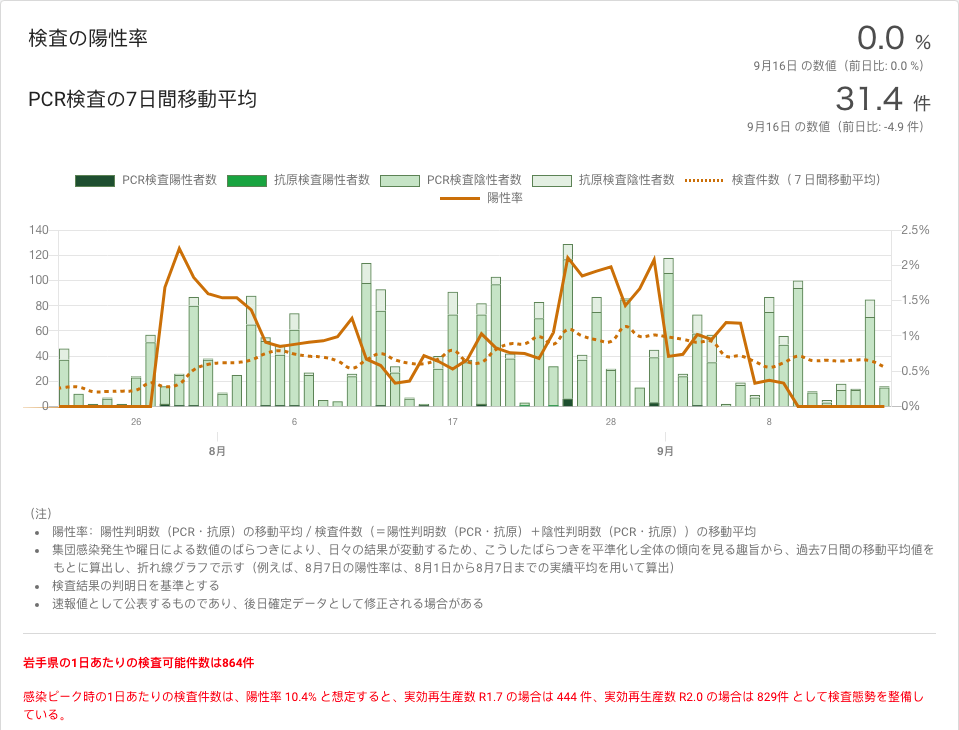 検査の陽性率
0.0 %
9月16日 の数値（前日比: 0.0 %）
PCR検査の7日間移動平均
31.4 件
9月16日 の数値（前日比: -4.9 件）
PCR検査陽性者数 抗原検査陽性者数 PCR検査陰性者数 抗原検査陰性者数 検査件数（７日間移動平均）
陽性率
140 2.5%
120 2%
100
80 1.5%
60 1%
40 0.5%
20
0 0%
26 6 17 28 8
8月 9月
（注）
• 陽性率：陽性判明数（PCR・抗原）の移動平均 / 検査件数（＝陽性判明数（PCR・抗原）＋陰性判明数（PCR・抗原））の移動平均
• 集団感染発生や曜日による数値のばらつきにより、日々の結果が変動するため、こうしたばらつきを平準化し全体の傾向を見る趣旨から、過去7日間の移動平均値を
もとに算出し、折れ線グラフで示す（例えば、8月7日の陽性率は、8月1日から8月7日までの実績平均を用いて算出）
• 検査結果の判明日を基準とする
• 速報値として公表するものであり、後日確定データとして修正される場合がある
岩手県の1日あたりの検査可能件数は864件
感染ピーク時の1日あたりの検査件数は、陽性率 10.4% と想定すると、実効再生産数 R1.7 の場合は 444 件、実効再生産数 R2.0 の場合は 829件 として検査態勢を整備し
ている。